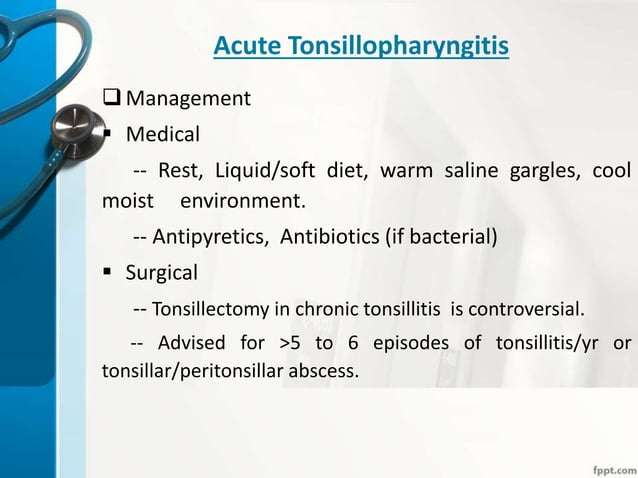 Acute Tonsillopharyngitis
❑ Management
▪ Medical
-- Rest, Liquid/soft diet, warm saline gargles, cool
moist environment.
-- Antipyretics, Antibiotics (if bacterial)
▪ Surgical
-- Tonsillectomy in chronic tonsillitis is controversial.
-- Advised for >5 to 6 episodes of tonsillitis/yr or
tonsillar/peritonsillar abscess.
fppt.com